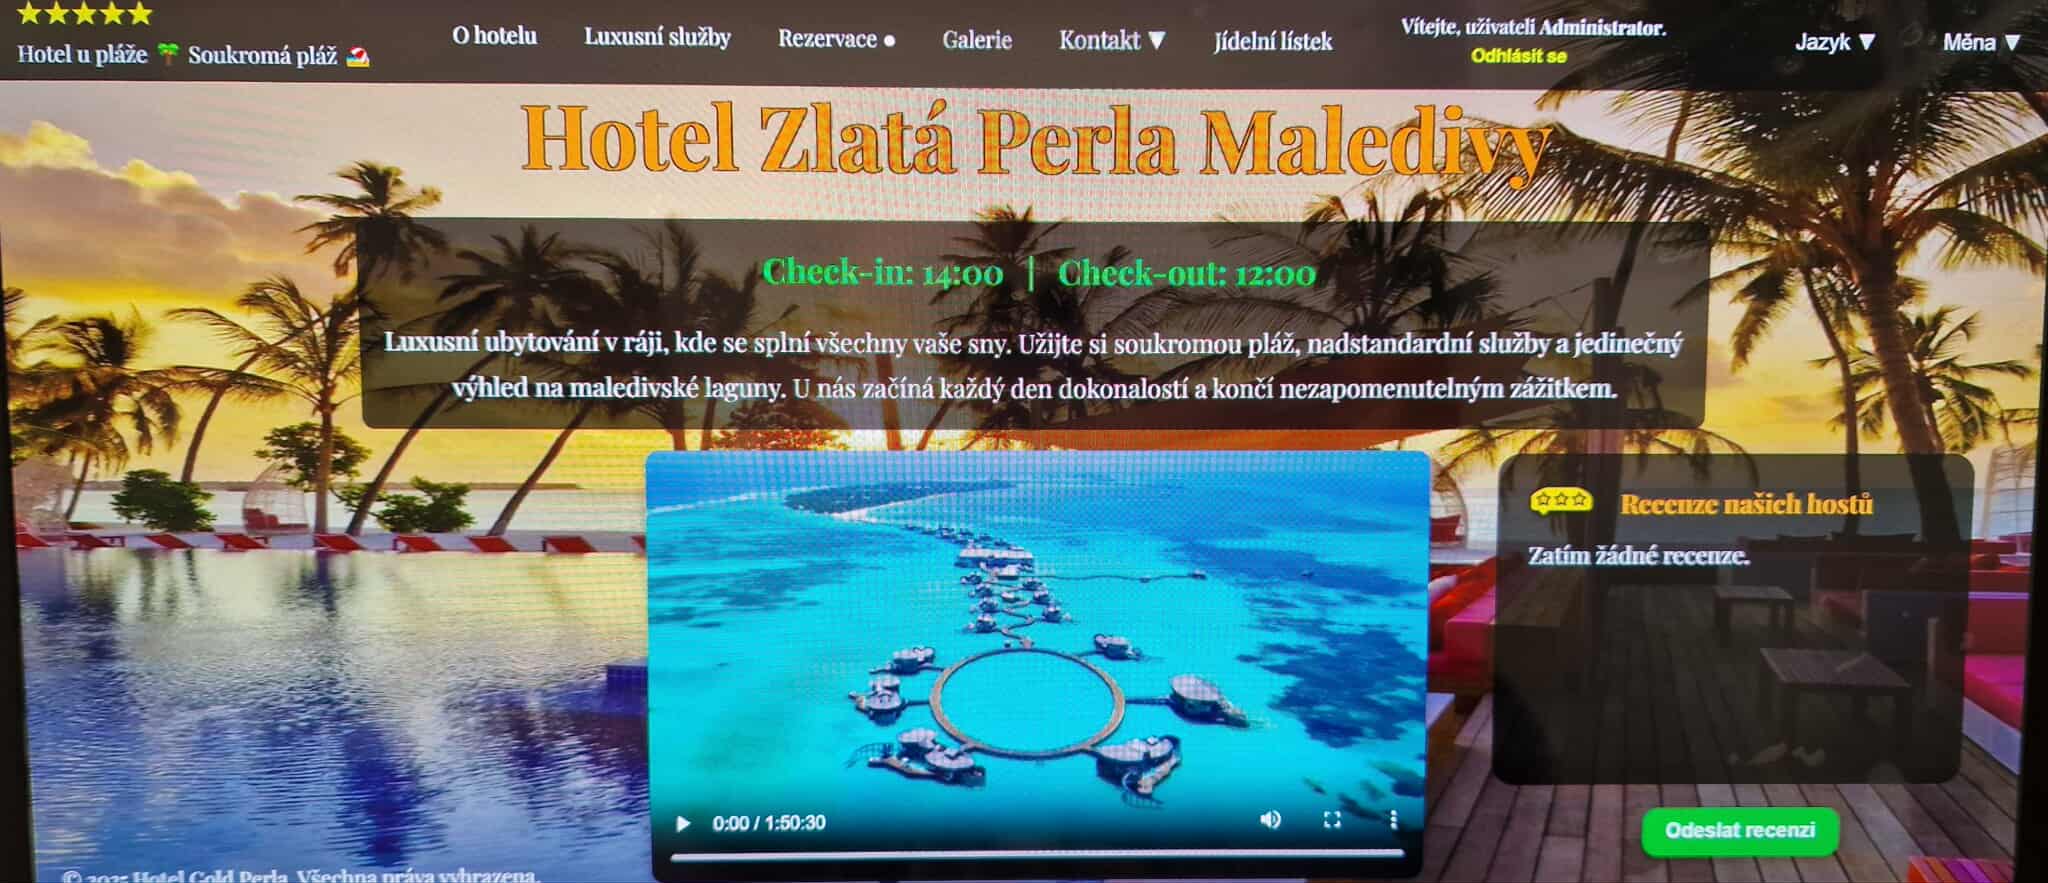 Hotel u pláže 🌴 Soukromá pláž 🏖️
O hotelu
Luxusní služby
Rezervace ●
Galerie
Kontakt ▼
Jídelní lístek
Vítejte, uživateli Administrator.
Odhlásit se
Jazyk ▼
Měna ▼
Hotel Zlatá Perla Maledivy
Check-in: 14:00 | Check-out: 12:00
Luxusní ubytování v ráji, kde se splní všechny vaše sny. Užijte si soukromou pláž, nadstandardní služby a jedinečný
výhled na maledivské laguny. U nás začíná každý den dokonalostí a končí nezapomenutelným zážitkem.
Recenze našich hostů
Zatím žádné recenze.
0:00 / 1:50:30
Odeslat recenzi
© 2025 Hotel Gold Perla. Všechna práva vyhrazena.